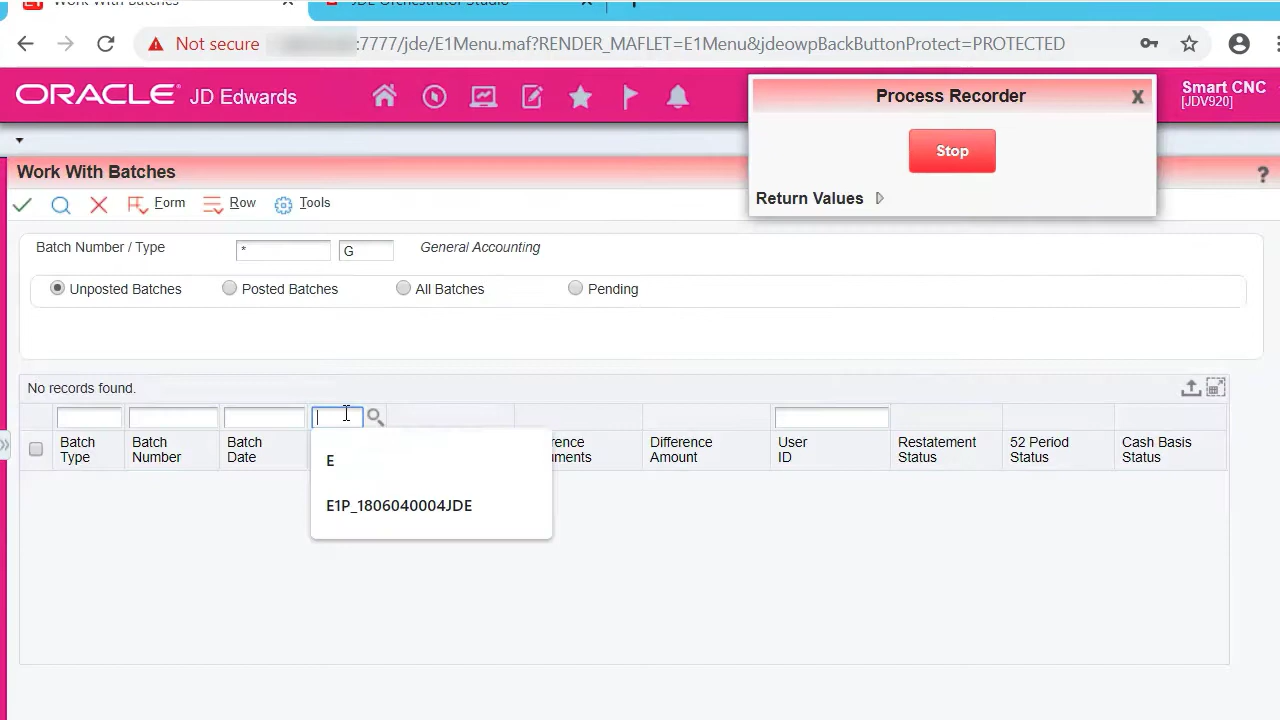 Work With Batches
JDE Orchestrator Studio
Not secure
:7777/jde/E1Menu.maf?RENDER_MAFLET=E1Menu&jdeowpBackButtonProtect=PROTECTED
ORACLE JD Edwards
Smart CNC
[JDV920]
Process Recorder
X
Stop
Return Values
Work With Batches
?
Form
Row
Tools
Batch Number / Type
*
G
General Accounting
Unposted Batches
Posted Batches
All Batches
Pending
No records found.
Batch
Type
Batch
Number
Batch
Date
Difference
Amount
User
ID
Restatement
Status
52 Period
Status
Cash Basis
Status
E
E1P_1806040004JDE